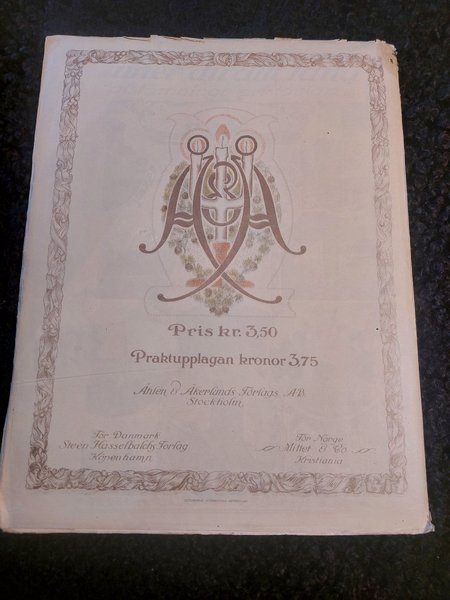 Å & Å
Pris kr. 3,50
Praktupplagan kronor 3,75
Åhlén & Åkerlunds Förlags A.B.
Stockholm.
För Danmark
Steen Hasselbalchs Forlag
Köpenhamn.
För Norge
Mittet & Co
Kristiania